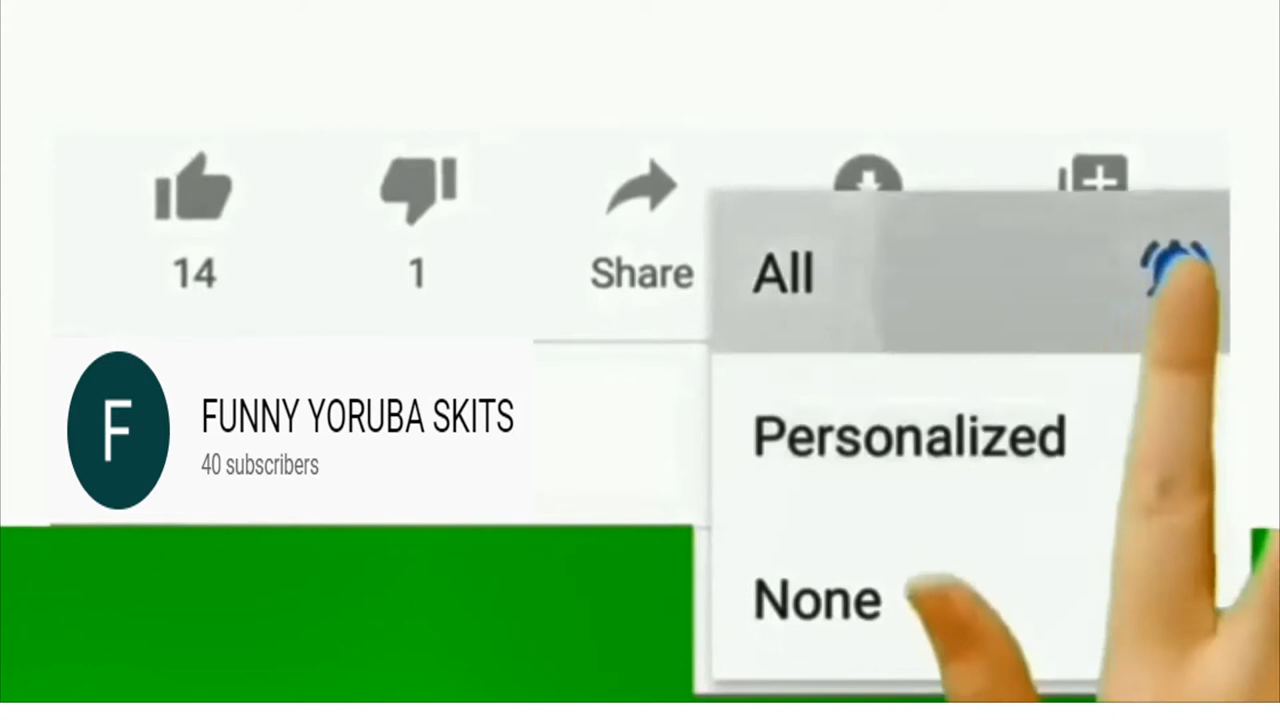 14
1
Share
All
F
FUNNY YORUBA SKITS
40 subscribers
Personalized
None